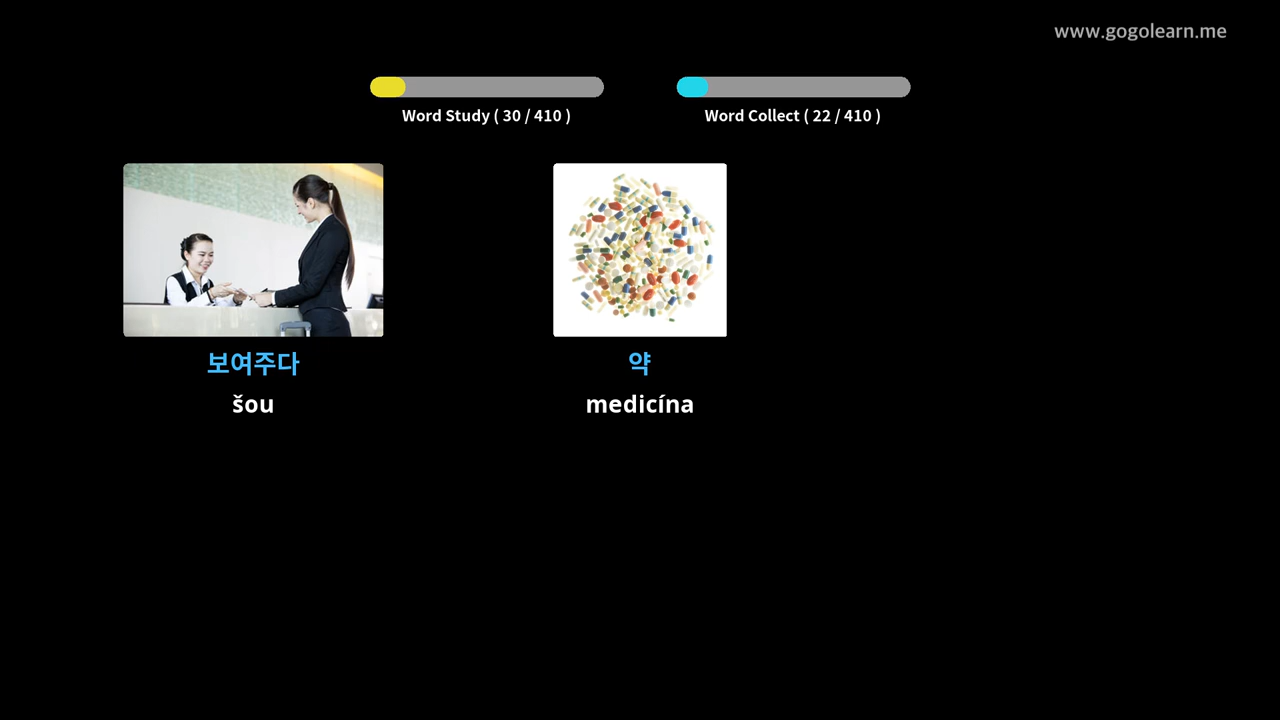 www.gogolearn.me
Word Study ( 30 / 410 )
Word Collect ( 22 / 410 )
보여주다
šou
약
medicína